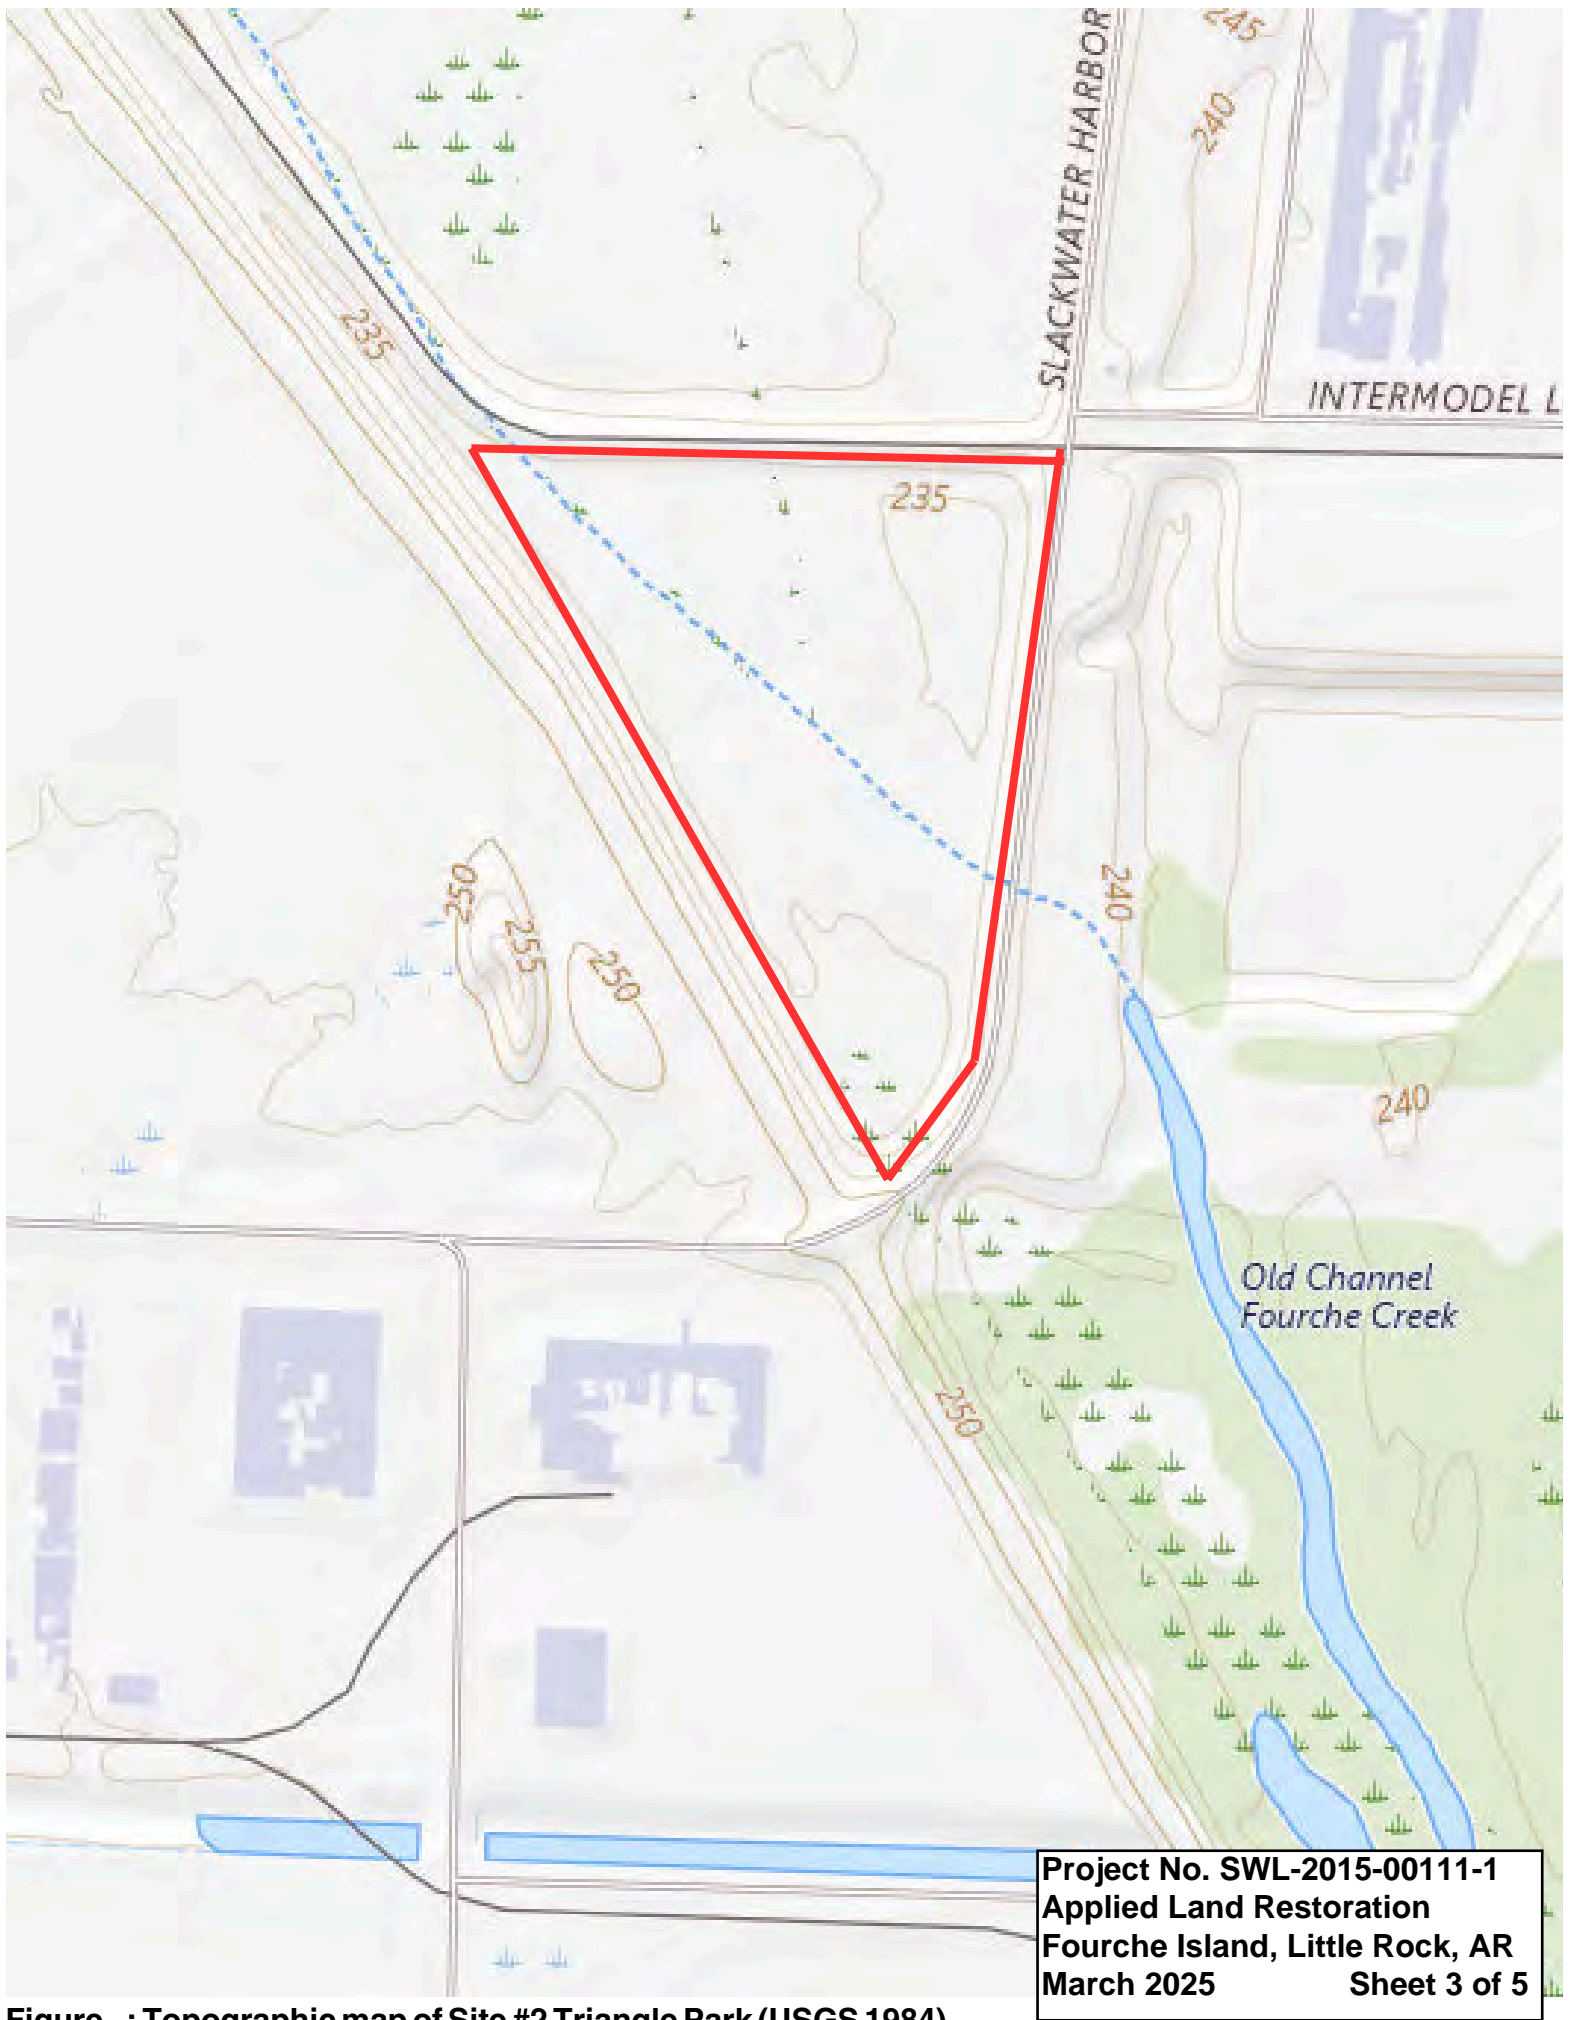 245
240
SLACKWATER HARBOR
235
INTERMODEL L
235
250
255
250
240
240
Old Channel
Fourche Creek
250
Project No. SWL-2015-00111-1
Applied Land Restoration
Fourche Island, Little Rock, AR
March 2025 Sheet 3 of 5
Figure : Topographic map of Site #2 Triangle Park (USGS 1984)